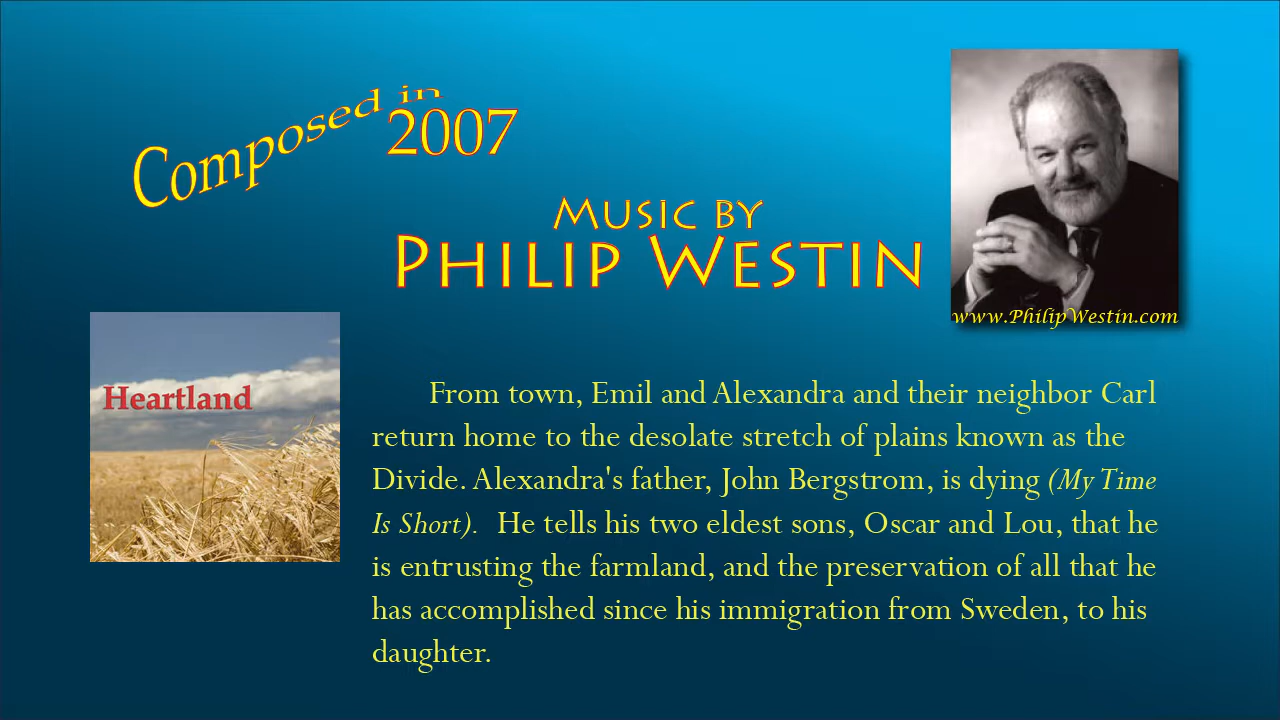 Composed in
2007
Music by
Philip Westin
www.PhilipWestin.com
Heartland
From town, Emil and Alexandra and their neighbor Carl
return home to the desolate stretch of plains known as the
Divide. Alexandra's father, John Bergstrom, is dying (My Time
Is Short). He tells his two eldest sons, Oscar and Lou, that he
is entrusting the farmland, and the preservation of all that he
has accomplished since his immigration from Sweden, to his
daughter.